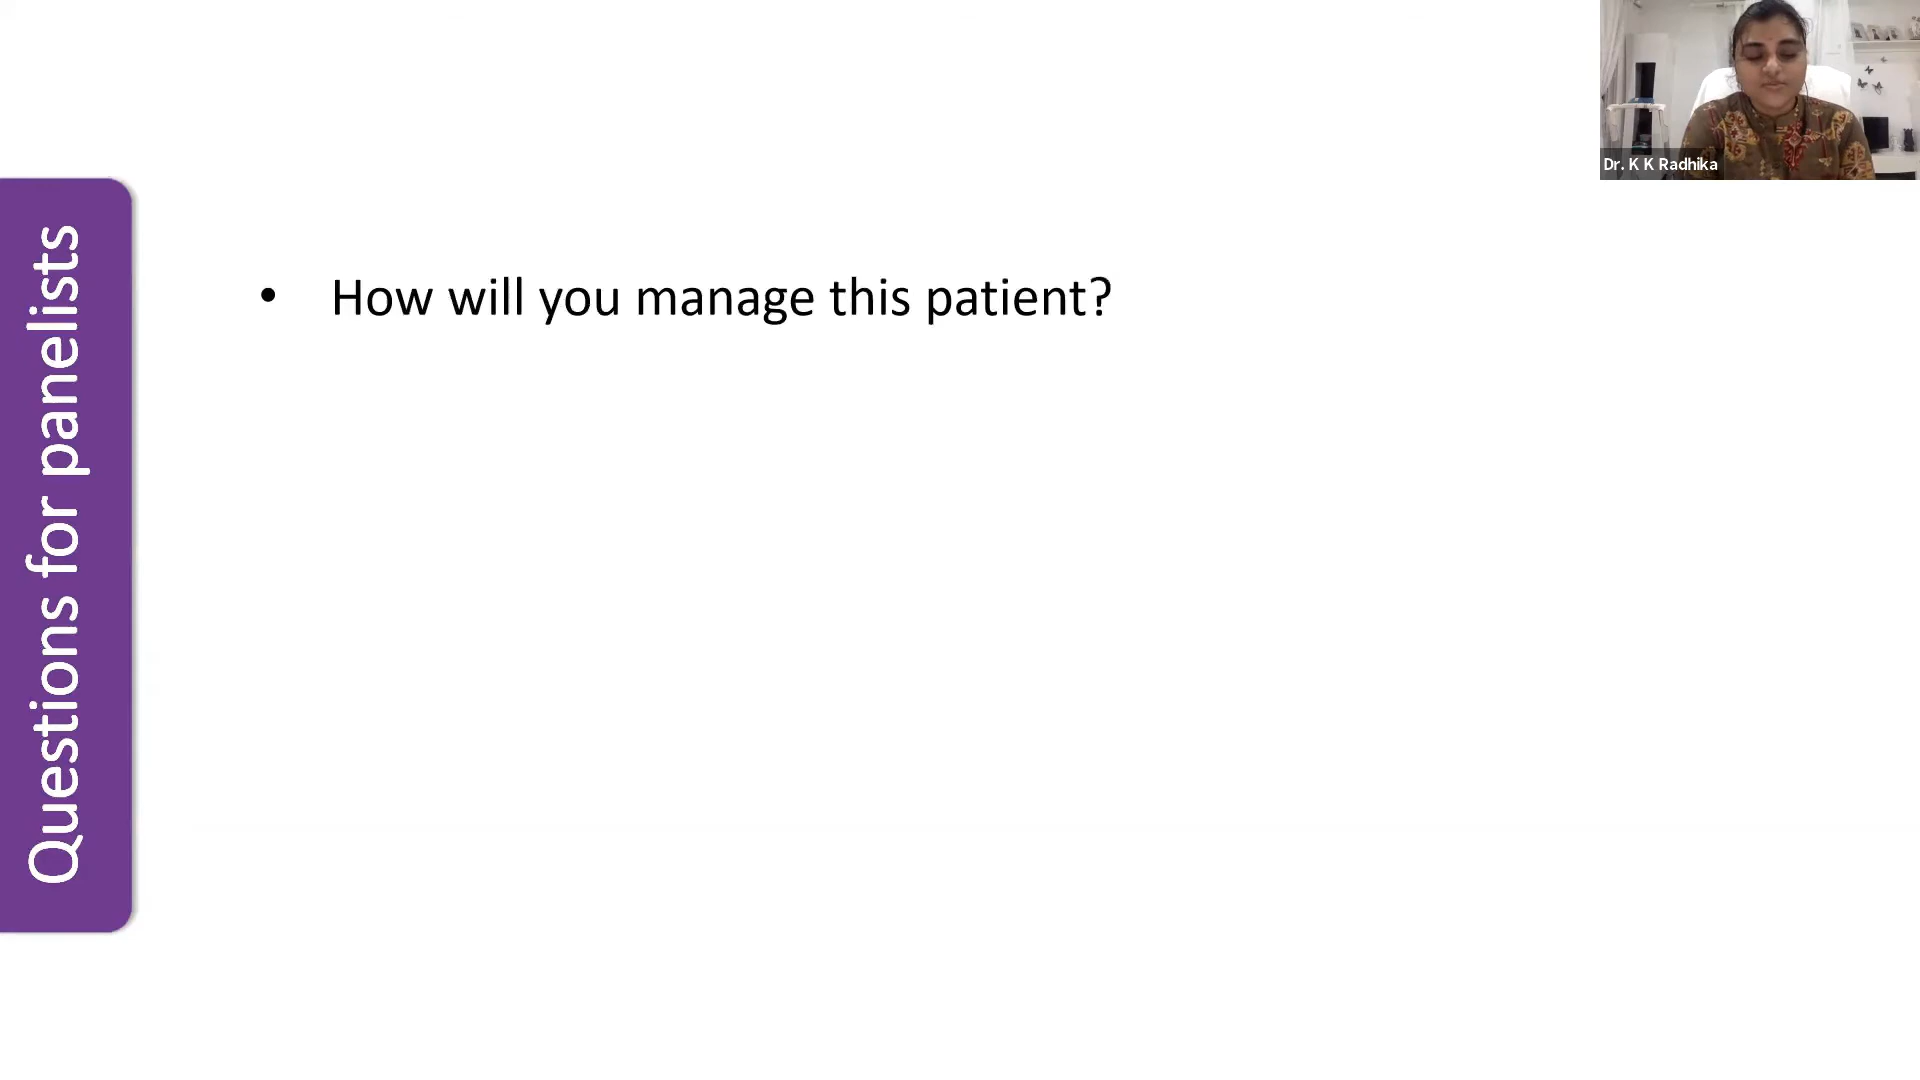 Questions for panelists
• How will you manage this patient?
Dr. K K Radhika